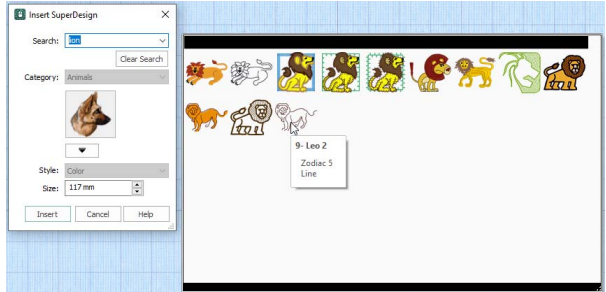 Insert SuperDesign
Search: lion
Clear Search
Category: Animals
Style: Color
Size: 117 mm
Insert Cancel Help
9- Leo 2
Zodiac 5
Line